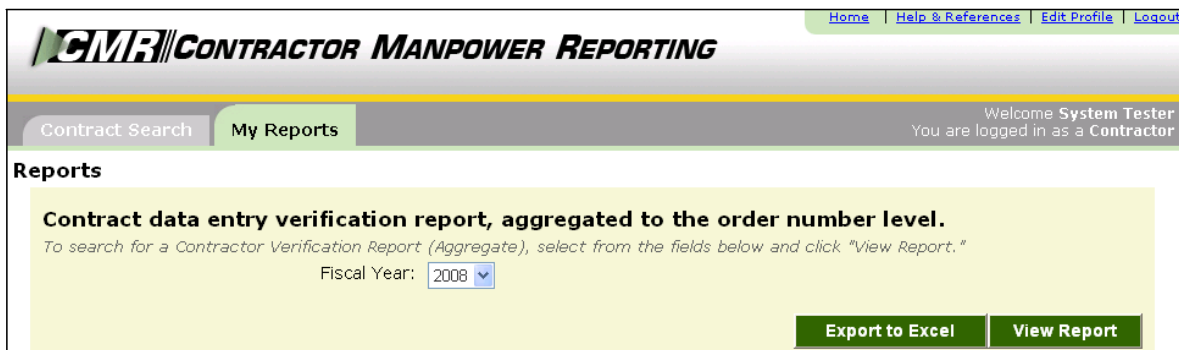 Home | Help & References | Edit Profile | Logout
CMR CONTRACTOR MANPOWER REPORTING
Contract Search My Reports
Welcome System Tester
You are logged in as a Contractor
Reports
Contract data entry verification report, aggregated to the order number level.
To search for a Contractor Verification Report (Aggregate), select from the fields below and click "View Report."
Fiscal Year: 2008
Export to Excel View Report